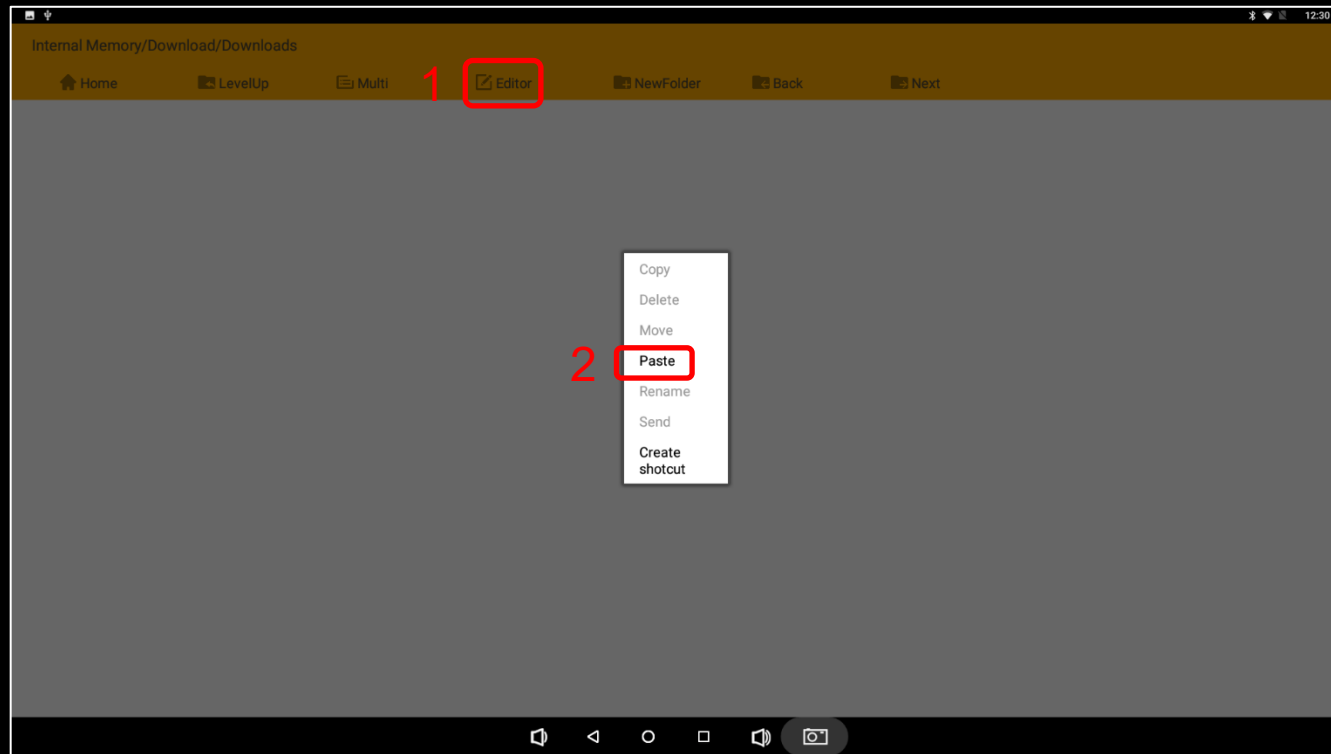 12:30
Internal Memory/Download/Downloads
Home LevelUp Multi 1 Editor NewFolder Back Next
Copy
Delete
Move
2 Paste
Rename
Send
Create
shotcut